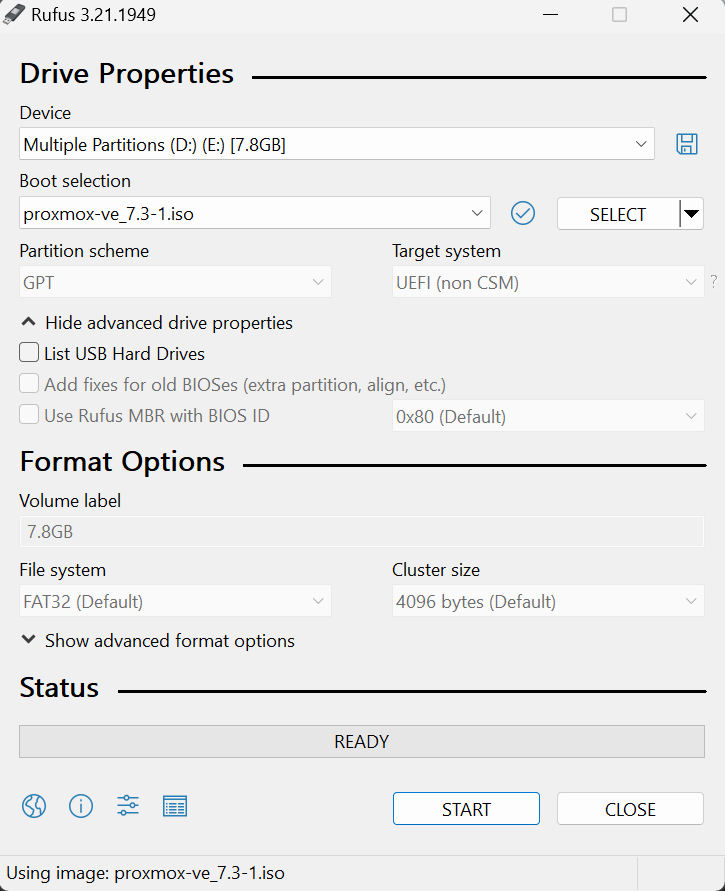 Rufus 3.21.1949
Drive Properties
Device
Multiple Partitions (D:) (E:) [7.8GB]
Boot selection
proxmox-ve_7.3-1.iso
SELECT
Partition scheme
Target system
GPT
UEFI (non CSM)
?
Hide advanced drive properties
List USB Hard Drives
Add fixes for old BIOSes (extra partition, align, etc.)
Use Rufus MBR with BIOS ID
0x80 (Default)
Format Options
Volume label
7.8GB
File system
Cluster size
FAT32 (Default)
4096 bytes (Default)
Show advanced format options
Status
READY
START
CLOSE
Using image: proxmox-ve_7.3-1.iso